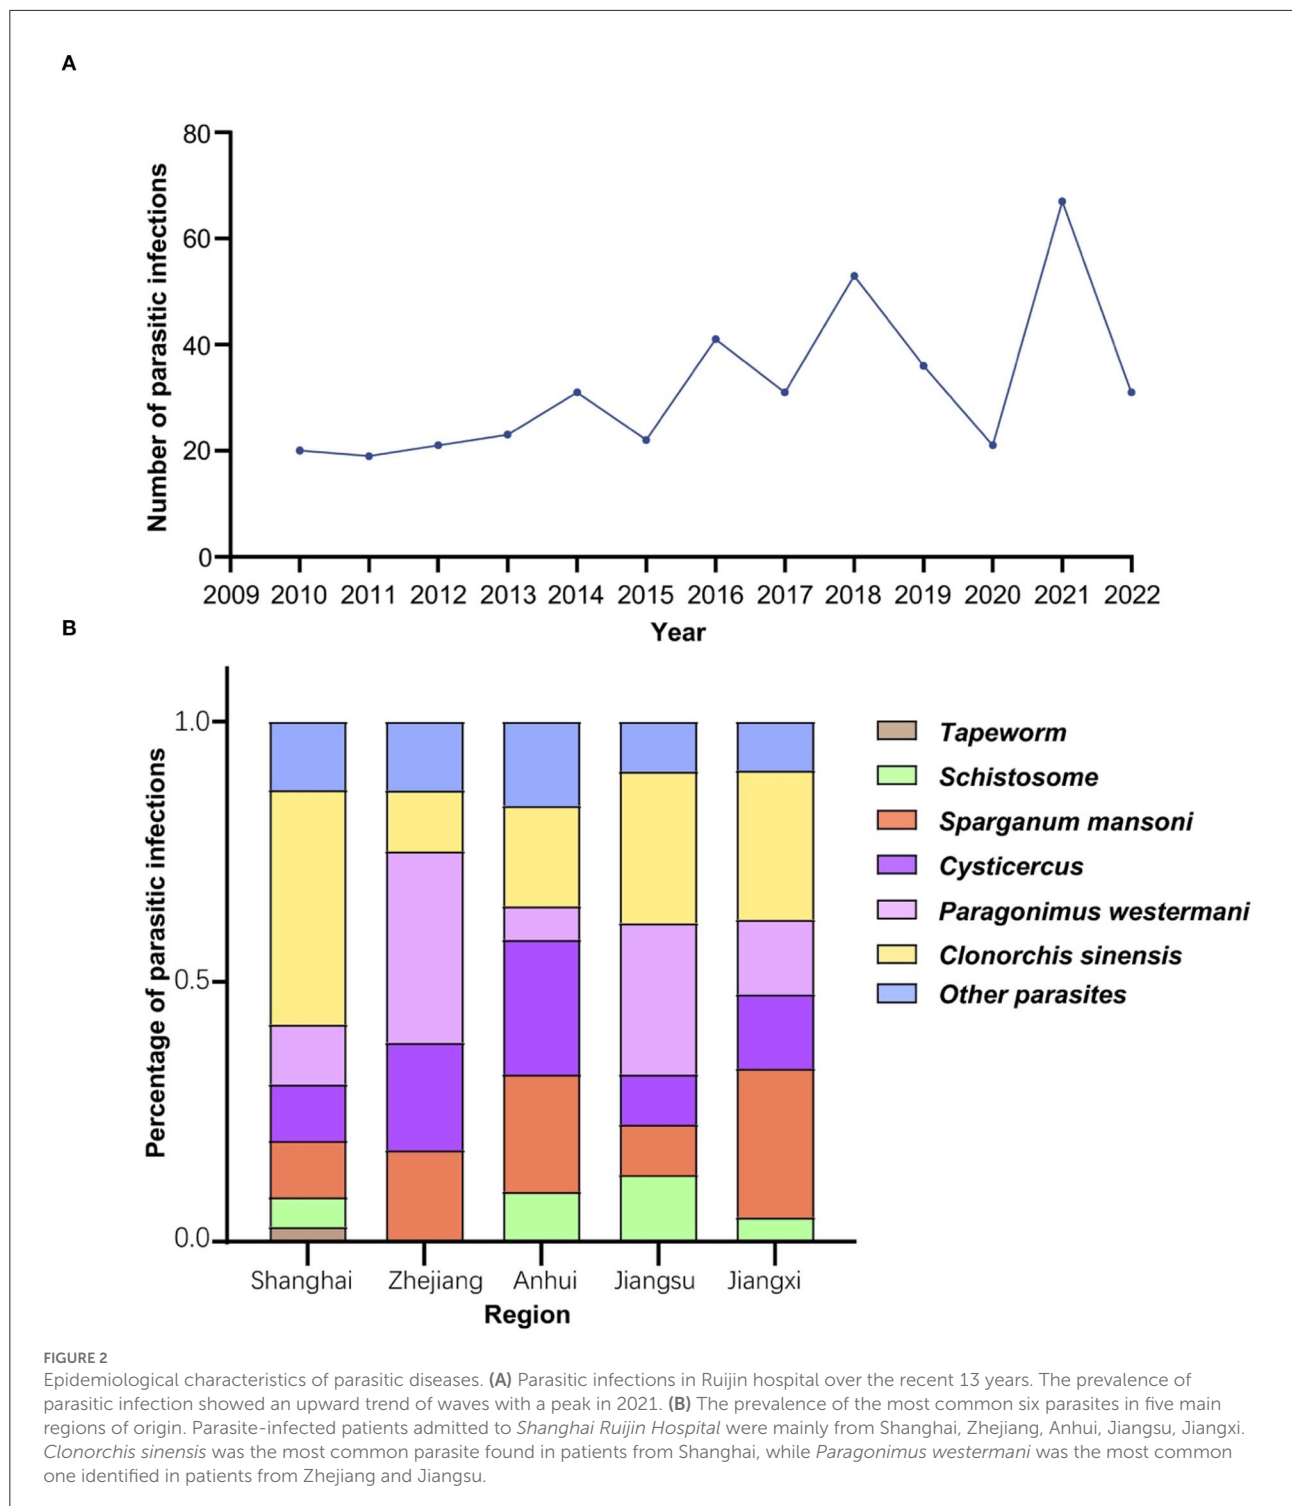 A
80
60
40
20
0
Number of parasitic infections
2009 2010 2011 2012 2013 2014 2015 2016 2017 2018 2019 2020 2021 2022
Year
B
1.0
0.5
0.0
Percentage of parasitic infections
Shanghai Zhejiang Anhui Jiangsu Jiangxi
Region
Tapeworm
Schistosome
Sparganum mansoni
Cysticercus
Paragonimus westermani
Clonorchis sinensis
Other parasites
FIGURE 2
Epidemiological characteristics of parasitic diseases. (A) Parasitic infections in Ruijin hospital over the recent 13 years. The prevalence of
parasitic infection showed an upward trend of waves with a peak in 2021. (B) The prevalence of the most common six parasites in five main
regions of origin. Parasite-infected patients admitted to Shanghai Ruijin Hospital were mainly from Shanghai, Zhejiang, Anhui, Jiangsu, Jiangxi.
Clonorchis sinensis was the most common parasite found in patients from Shanghai, while Paragonimus westermani was the most common
one identified in patients from Zhejiang and Jiangsu.